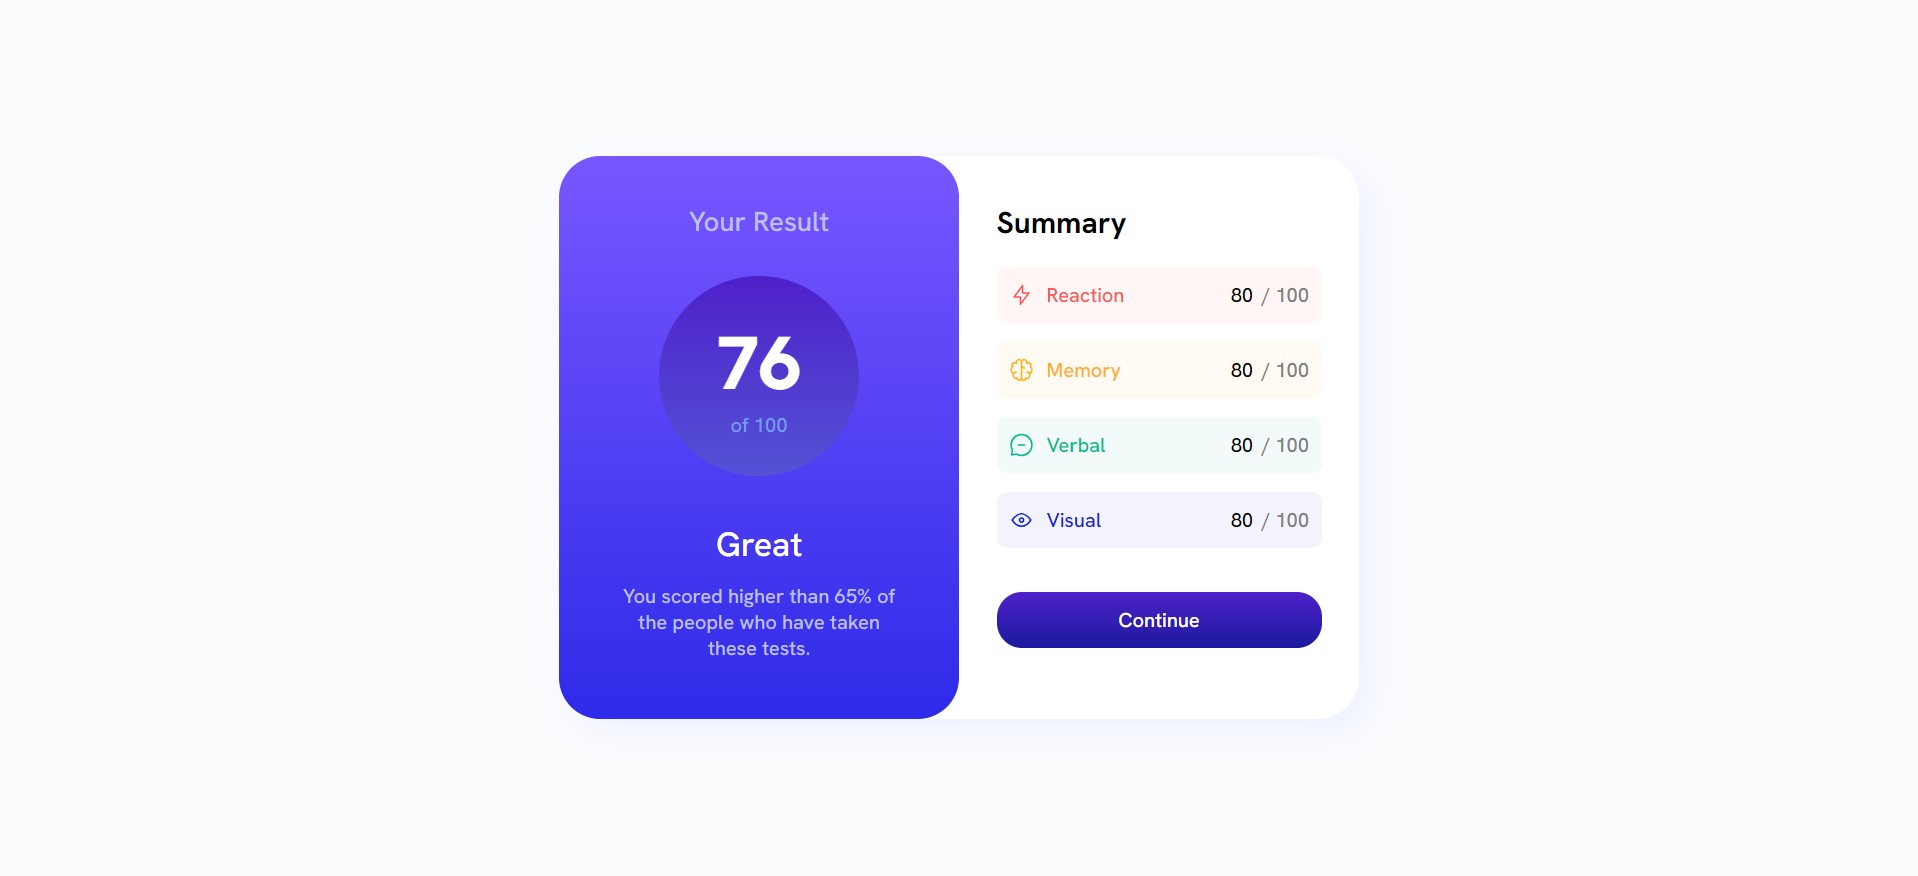 Your Result
76
of 100
Great
You scored higher than 65% of
the people who have taken
these tests.
Summary
Reaction 80 / 100
Memory 80 / 100
Verbal 80 / 100
Visual 80 / 100
Continue